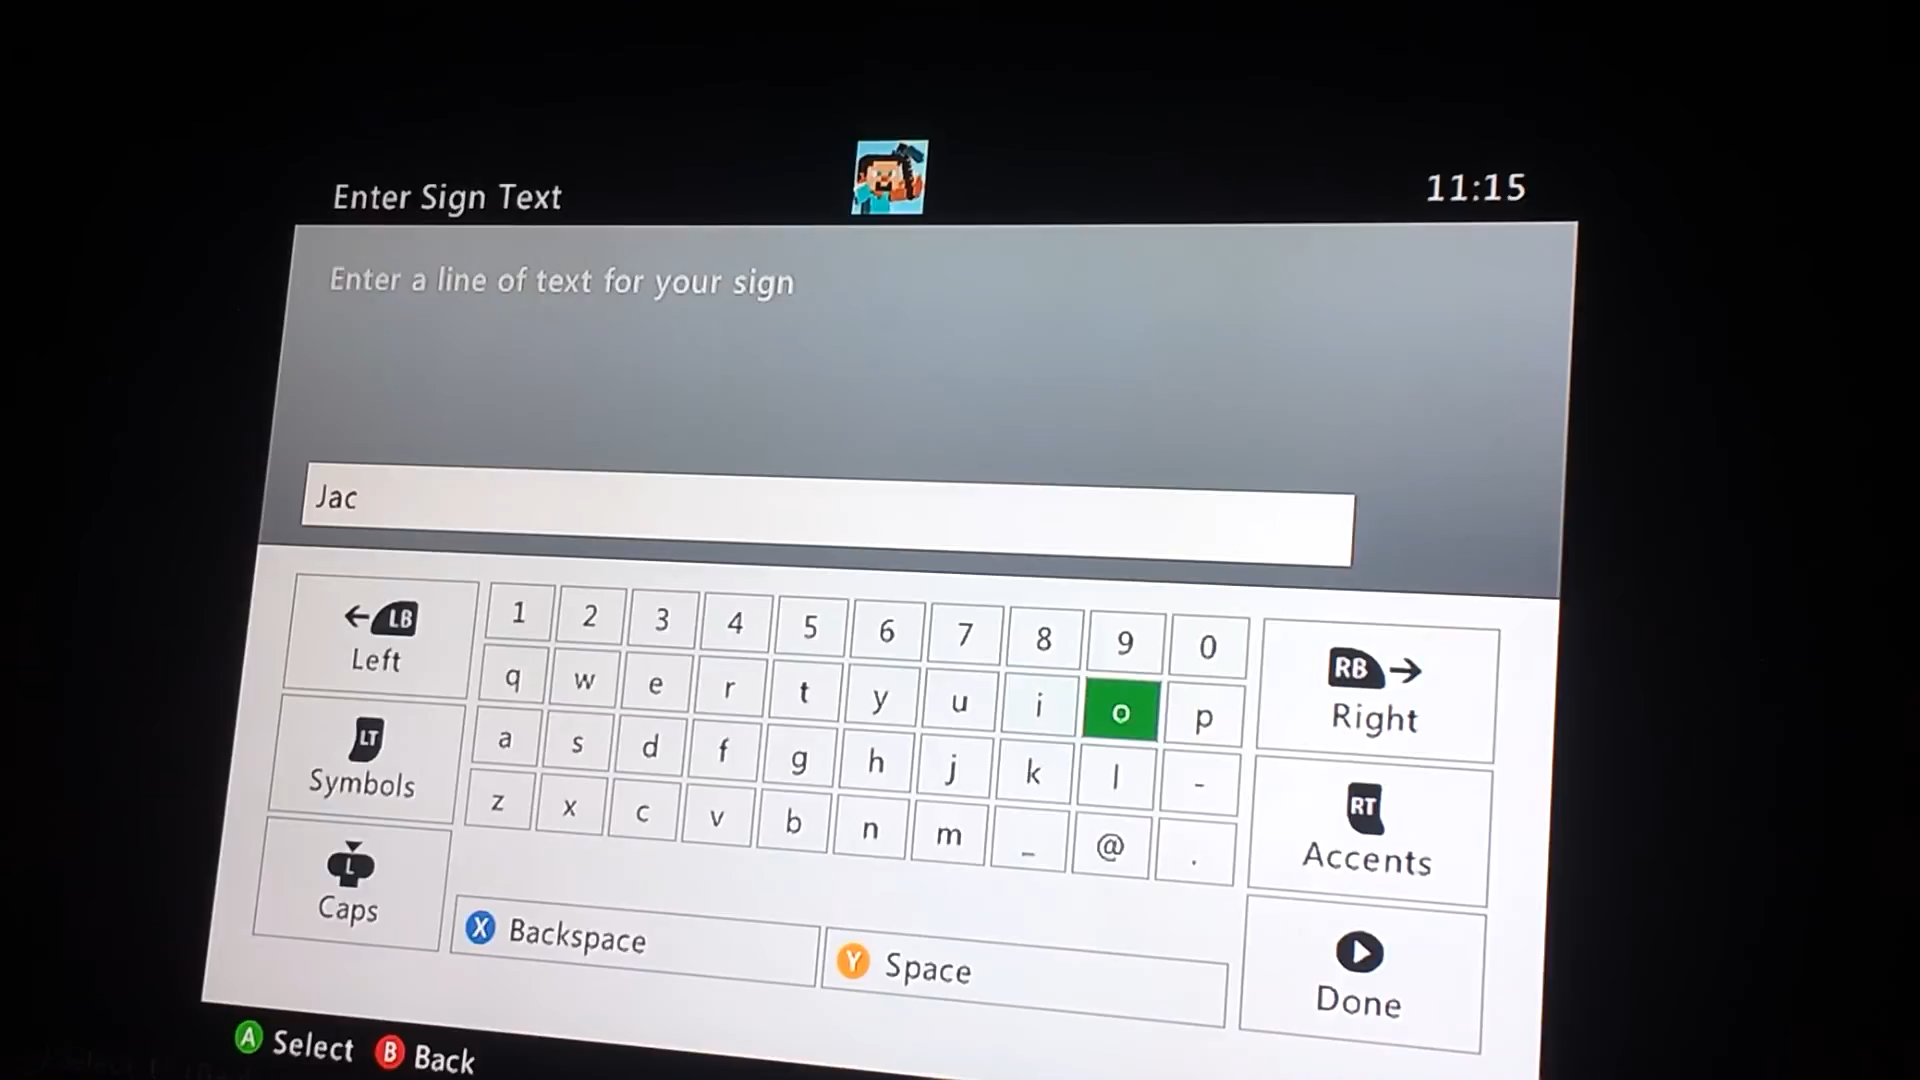 Enter Sign Text
11:15
Enter a line of text for your sign
Jac
LB
Left
1 2 3 4 5 6 7 8 9 0
RB
Right
q w e r t y u i o p
LT
Symbols
a s d f g h j k l -
RT
Accents
z x c v b n m _ @ .
L
Caps
X Backspace
Y Space
Done
A Select B Back